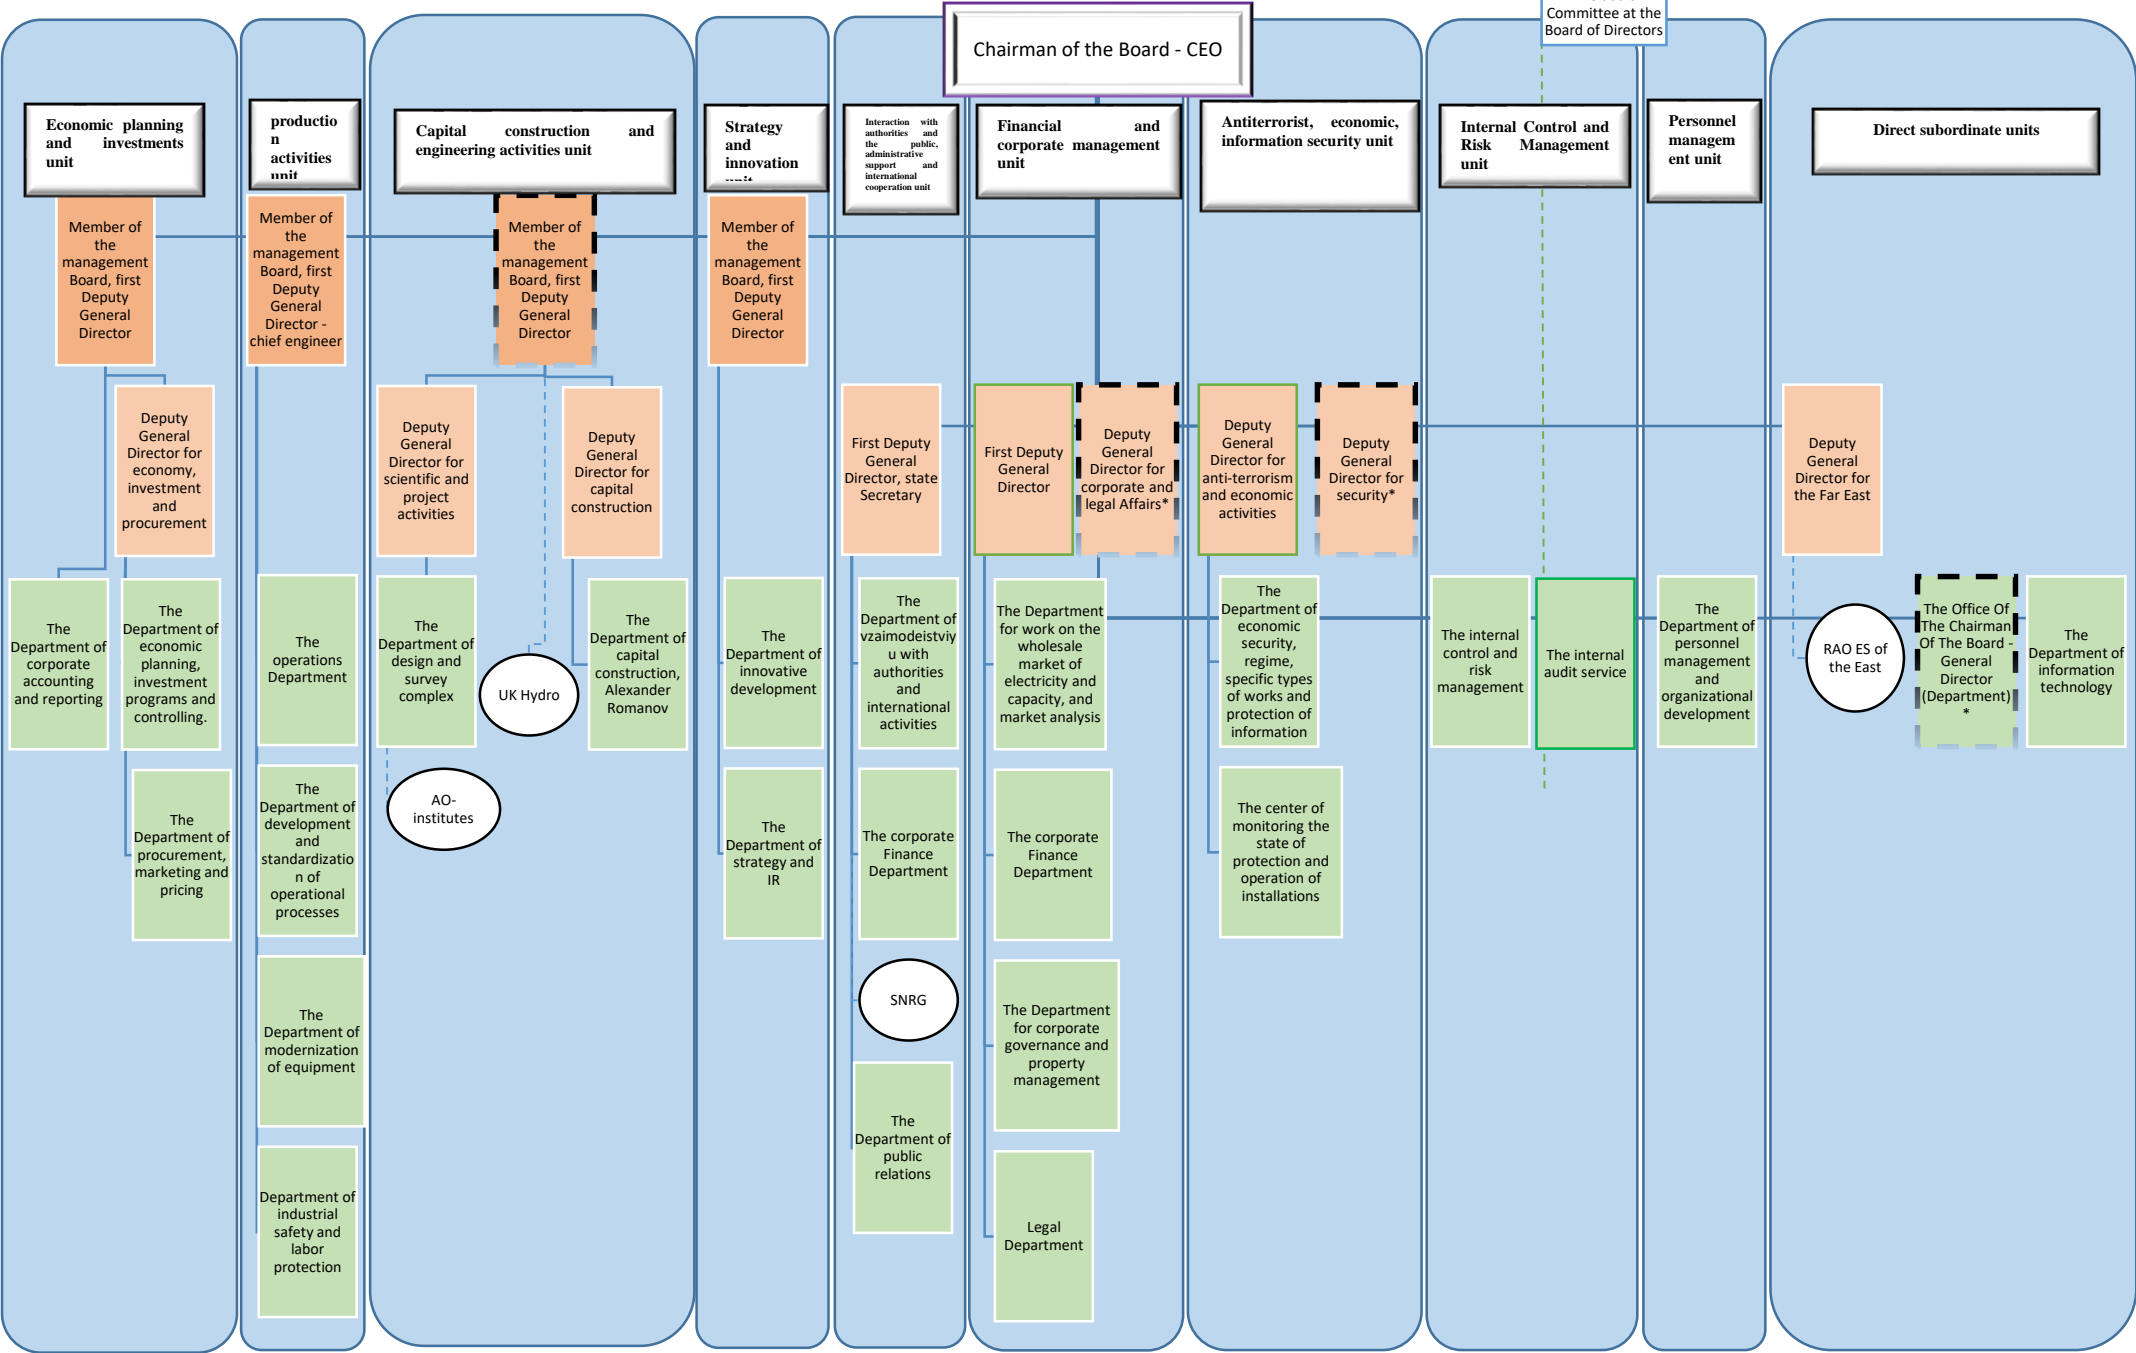 Committee at the
Board of Directors
Chairman of the Board - CEO
Economic planning
and investments
unit
productio
n
activities
unit
Capital construction and
engineering activities unit
Strategy
and
innovation
unit
Interaction with
authorities and
the public,
administrative
support and
international
cooperation unit
Financial and
corporate management
unit
Antiterrorist, economic,
information security unit
Internal Control and
Risk Management
unit
Personnel
managem
ent unit
Direct subordinate units
Member of
the
management
Board, first
Deputy
General
Director
Member of
the
management
Board, first
Deputy
General
Director -
chief engineer
Member of
the
management
Board, first
Deputy
General
Director
Member of
the
management
Board, first
Deputy
General
Director
Deputy
General
Director for
economy,
investment
and
procurement
Deputy
General
Director for
scientific and
project
activities
Deputy
General
Director for
capital
construction
First Deputy
General
Director, state
Secretary
First Deputy
General
Director
Deputy
General
Director for
corporate and
legal Affairs*
Deputy
General
Director for
anti-terrorism
and economic
activities
Deputy
General
Director for
security*
Deputy
General
Director for
the Far East
The
Department of
corporate
accounting
and reporting
The
Department of
economic
planning,
investment
programs and
controlling.
The
operations
Department
The
Department of
design and
survey
complex
UK Hydro
The
Department of
capital
construction,
Alexander
Romanov
The
Department of
innovative
development
The
Department of
vzaimodeistviy
u with
authorities
and
international
activities
The Department
for work on the
wholesale
market of
electricity and
capacity, and
market analysis
The
Department of
economic
security,
regime,
specific types
of works and
protection of
information
The internal
control and
risk
management
The internal
audit service
The
Department of
personnel
management
and
organizational
development
RAO ES of
the East
The Office Of
The Chairman
Of The Board -
General
Director
(Department)
*
The
Department of
information
technology
The
Department of
procurement,
marketing and
pricing
The
Department of
development
and
standardizatio
n of
operational
processes
AO-
institutes
The
Department of
strategy and
IR
The corporate
Finance
Department
The corporate
Finance
Department
The center of
monitoring the
state of
protection and
operation of
installations
The
Department of
modernization
of equipment
SNRG
The Department
for corporate
governance and
property
management
The
Department of
public
relations
Department of
industrial
safety and
labor
protection
Legal
Department